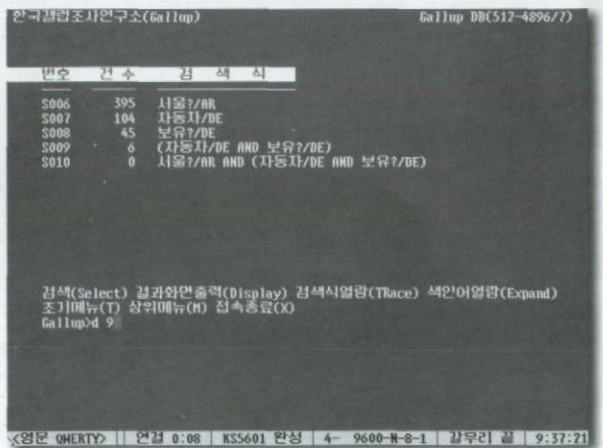 한국갤럽조사연구소(Gallup) Gallup DB(512-4896/7)
번호 건 수 검 색 식
S006 395 서울?/AR
S007 104 자동차/DE
S008 45 보유?/DE
S009 6 (자동차/DE AND 보유?/DE)
S010 0 서울?/AR AND (자동차/DE AND 보유?/DE)
검색(Select) 결과화면출력(Display) 검색식열람(TRace) 색인어열람(Expand)
초기메뉴(T) 상위메뉴(M) 접속종료(X)
Gallup>d 9
<영문 QWERTY> 연결 0:08 KS5601 완성 4- 9600-N-8-1 갈무리 끝 9:37:21